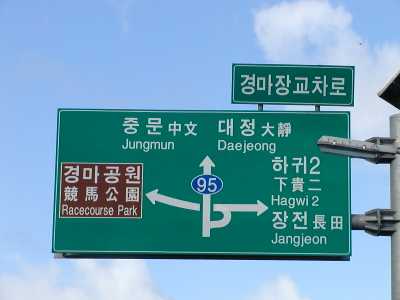 경마장교차로
중문 中文 대정 大靜
Jungmun Daejeong
경마공원
競馬公園
Racecourse Park
95
하귀2
下貴二
Hagwi 2
장전 長田
Jangjeon